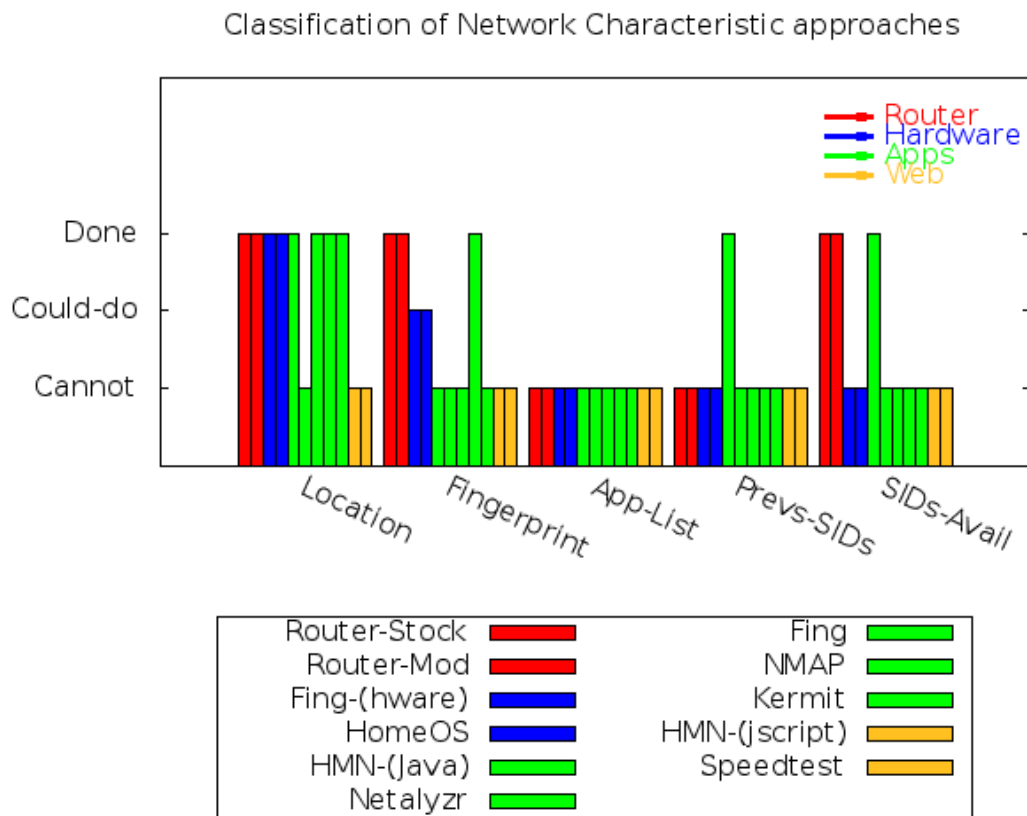 Classification of Network Characteristic approaches
Router
Hardware
Apps
Web
Done
Could-do
Cannot
Location
Fingerprint
App-List
Prevs-SIDs
SIDs-Avail
Router-Stock
Router-Mod
Fing-(hware)
HomeOS
HMN-(Java)
Netalyzr
Fing
NMAP
Kermit
HMN-(jscript)
Speedtest